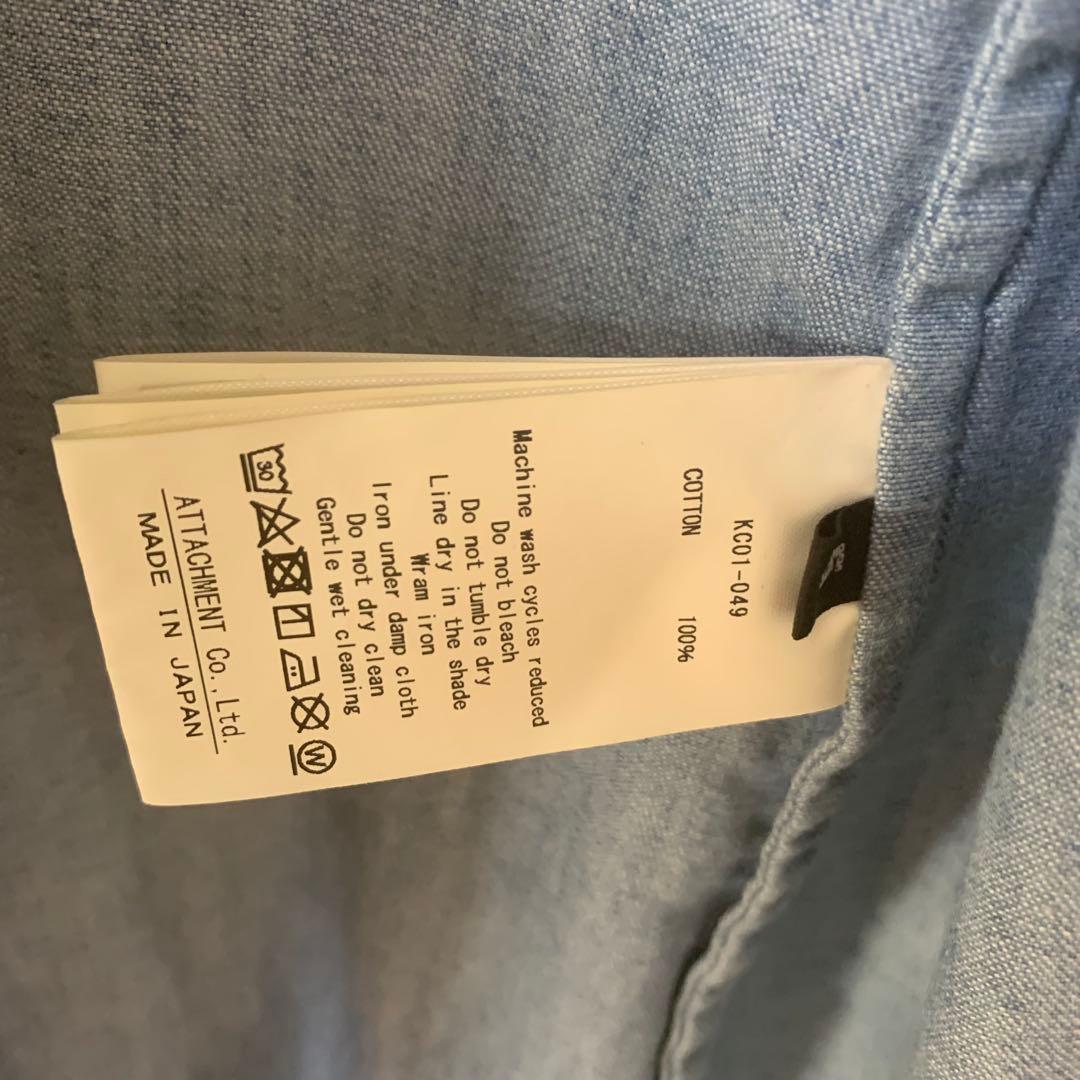 KC01-049
COTTON 100%
Machine wash cycles reduced
Do not bleach
Do not tumble dry
Line dry in the shade
Wram iron
Iron under damp cloth
Do not dry clean
Gentle wet cleaning
30 W
ATTACHMENT Co.,Ltd.
MADE IN JAPAN